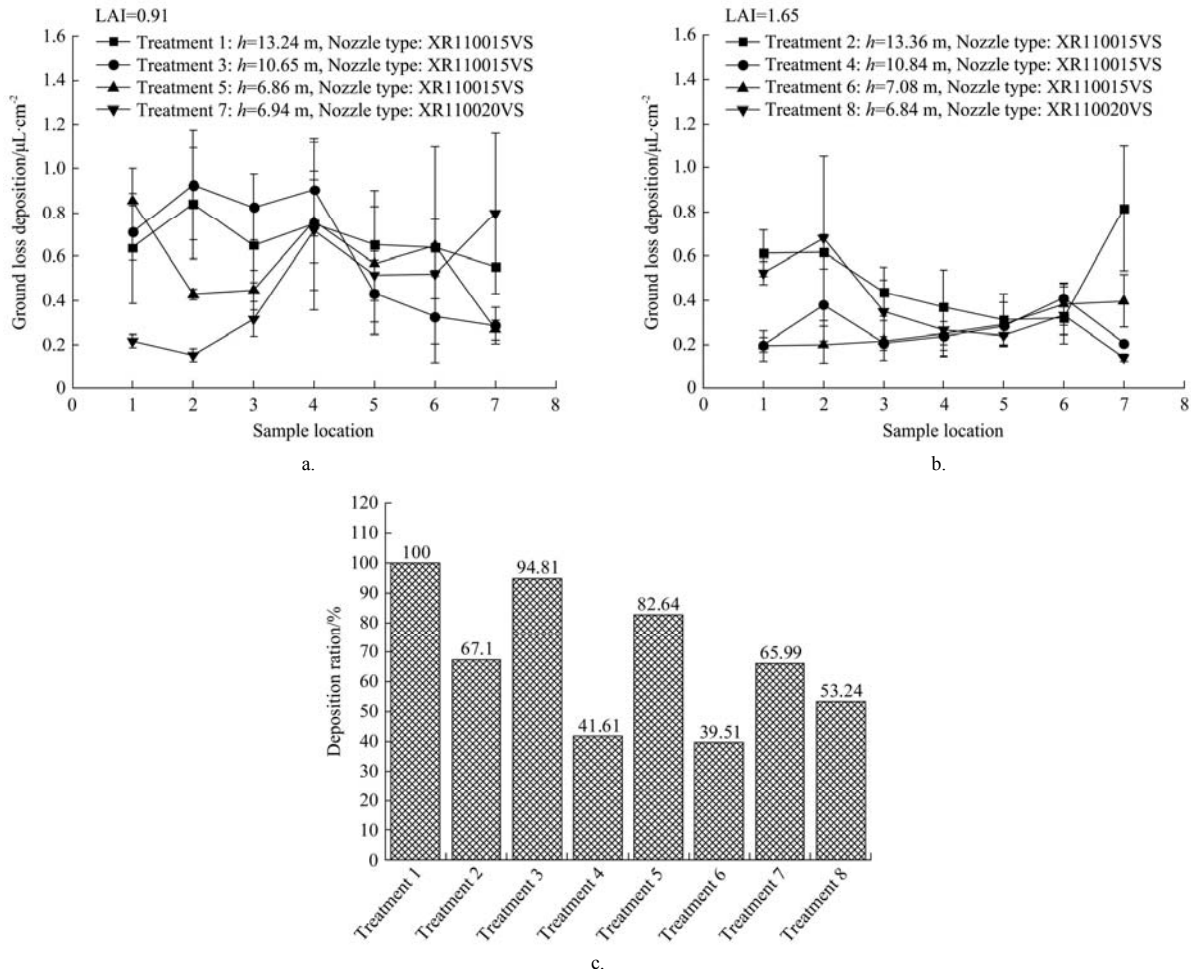 LAI=0.91
Treatment 1: h=13.24 m, Nozzle type: XR110015VS
Treatment 3: h=10.65 m, Nozzle type: XR110015VS
Treatment 5: h=6.86 m, Nozzle type: XR110015VS
Treatment 7: h=6.94 m, Nozzle type: XR110020VS
Ground loss deposition/μL·cm⁻²
1.6
1.4
1.2
1.0
0.8
0.6
0.4
0.2
0
0 1 2 3 4 5 6 7 8
Sample location
a.
LAI=1.65
Treatment 2: h=13.36 m, Nozzle type: XR110015VS
Treatment 4: h=10.84 m, Nozzle type: XR110015VS
Treatment 6: h=7.08 m, Nozzle type: XR110015VS
Treatment 8: h=6.84 m, Nozzle type: XR110020VS
Ground loss deposition/μL·cm⁻²
1.6
1.4
1.2
1.0
0.8
0.6
0.4
0.2
0
0 1 2 3 4 5 6 7 8
Sample location
b.
Deposition ration/%
120
110
100
90
80
70
60
50
40
30
20
10
0
100
67.1
94.81
41.61
82.64
39.51
65.99
53.24
Treatment 1
Treatment 2
Treatment 3
Treatment 4
Treatment 5
Treatment 6
Treatment 7
Treatment 8
c.